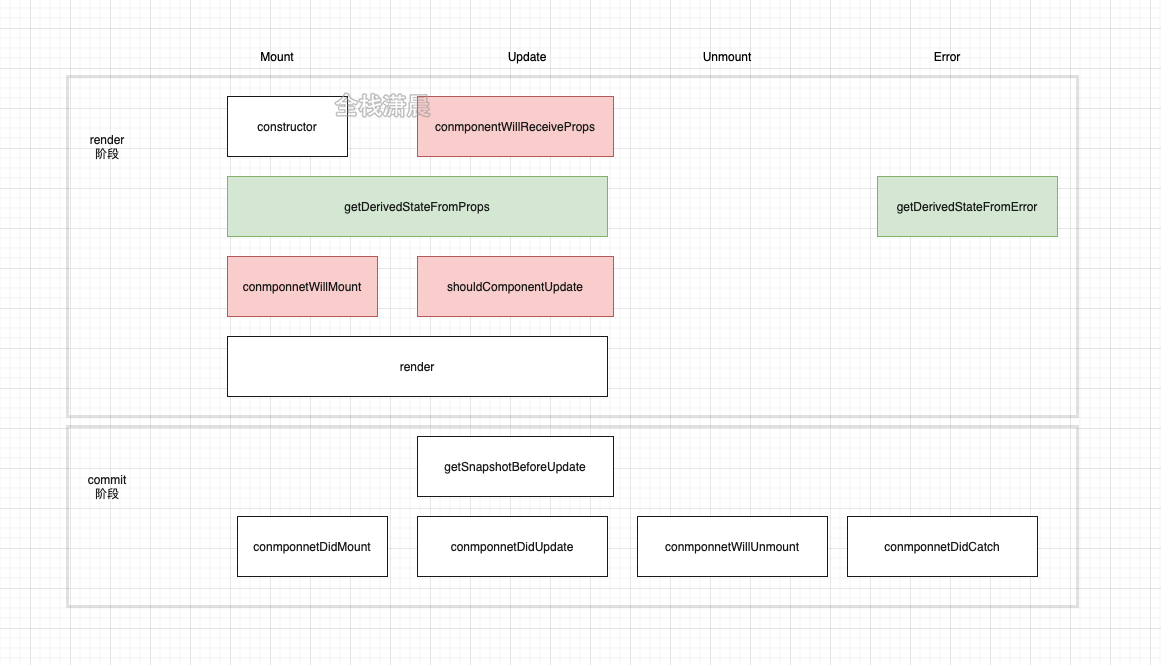 Mount
Update
Unmount
Error
全栈潇晨
render
阶段
constructor
conmponentWillReceiveProps
getDerivedStateFromProps
getDerivedStateFromError
conmponnetWillMount
shouldComponentUpdate
render
commit
阶段
getSnapshotBeforeUpdate
conmponnetDidMount
conmponnetDidUpdate
conmponnetWillUnmount
conmponnetDidCatch